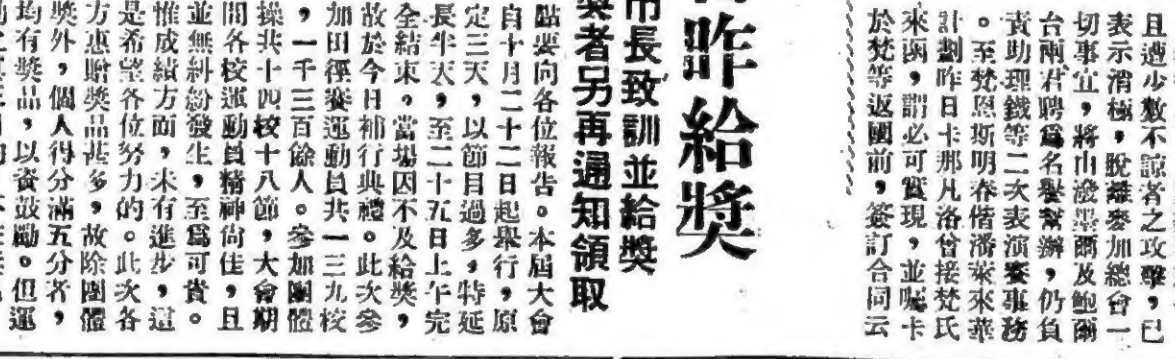 且遭少數不諒者之攻擊，已
表示消極，脫離參加總會一
切事宜，將由潑墨爾及鮑爾
台兩君聘爲名譽幫辦，仍負
責助理鐵等二次表演賽事務
。至梵恩斯明春偕潘萊來華
計劃昨日卡那凡洛曾接梵氏
來函，謂必可實現，並囑卡
於梵等返國前，簽訂合同云
昨給獎
市長致訓並給獎
獎者另再通知領取
點要向各位報告。本屆大會
自十月二十二日起舉行，原
定三天，以節目過多，特延
長半天，至二十五日上午完
全結束。當場因不及給獎，
故於今日補行典禮。此次參
加田徑賽運動員共一三九校
，一千三百餘人。參加團體
操共十四校十八節，大會期
間各校運動員精神尙佳，且
並無糾紛發生，至爲可貴。
惟成績方面，未有進步，這
是希望各位努力的。此次各
方惠贈獎品甚多，故除團體
獎外，個人得分滿五分者，
均有獎品，以資鼓勵。但運